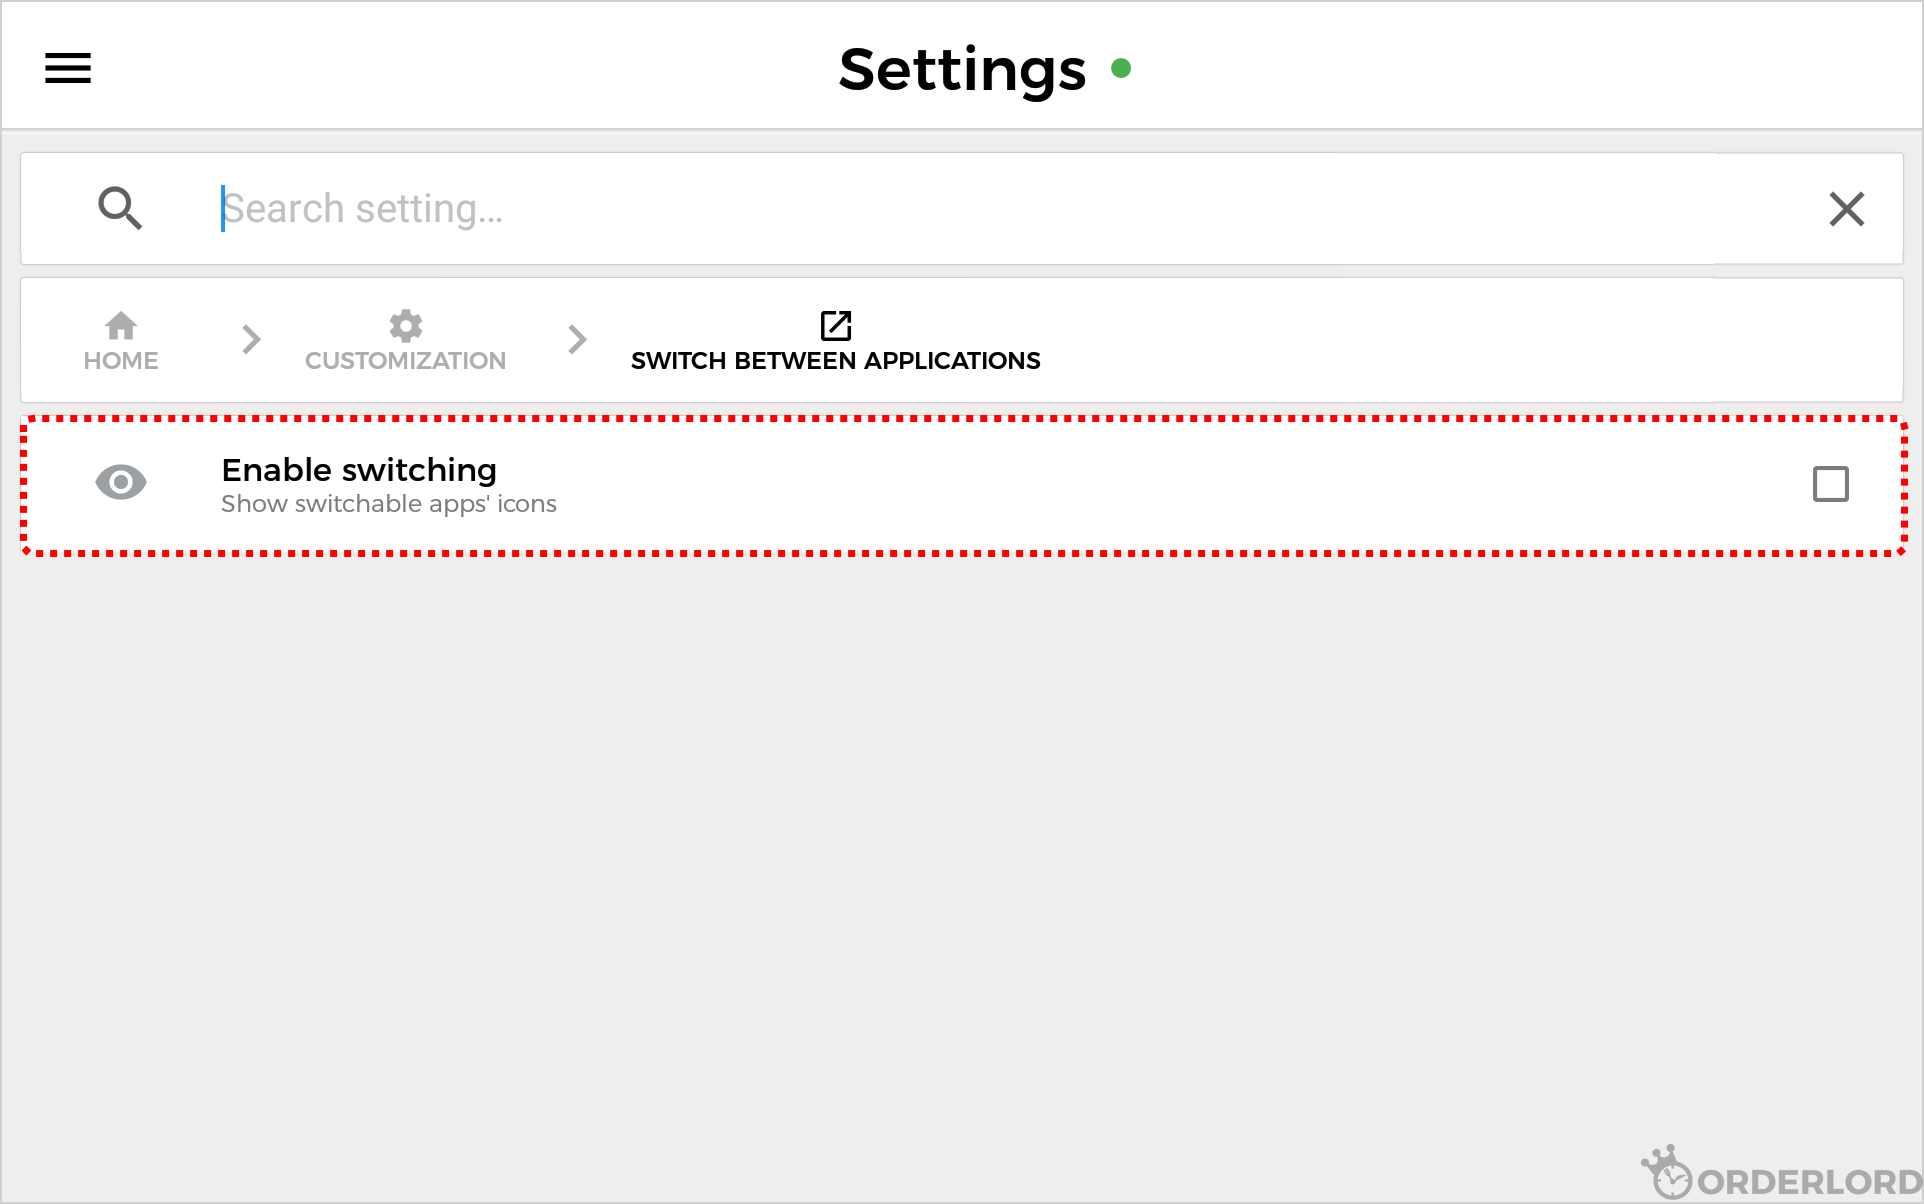 Settings
Search setting...
HOME
CUSTOMIZATION
SWITCH BETWEEN APPLICATIONS
Enable switching
Show switchable apps' icons
ORDERLORD